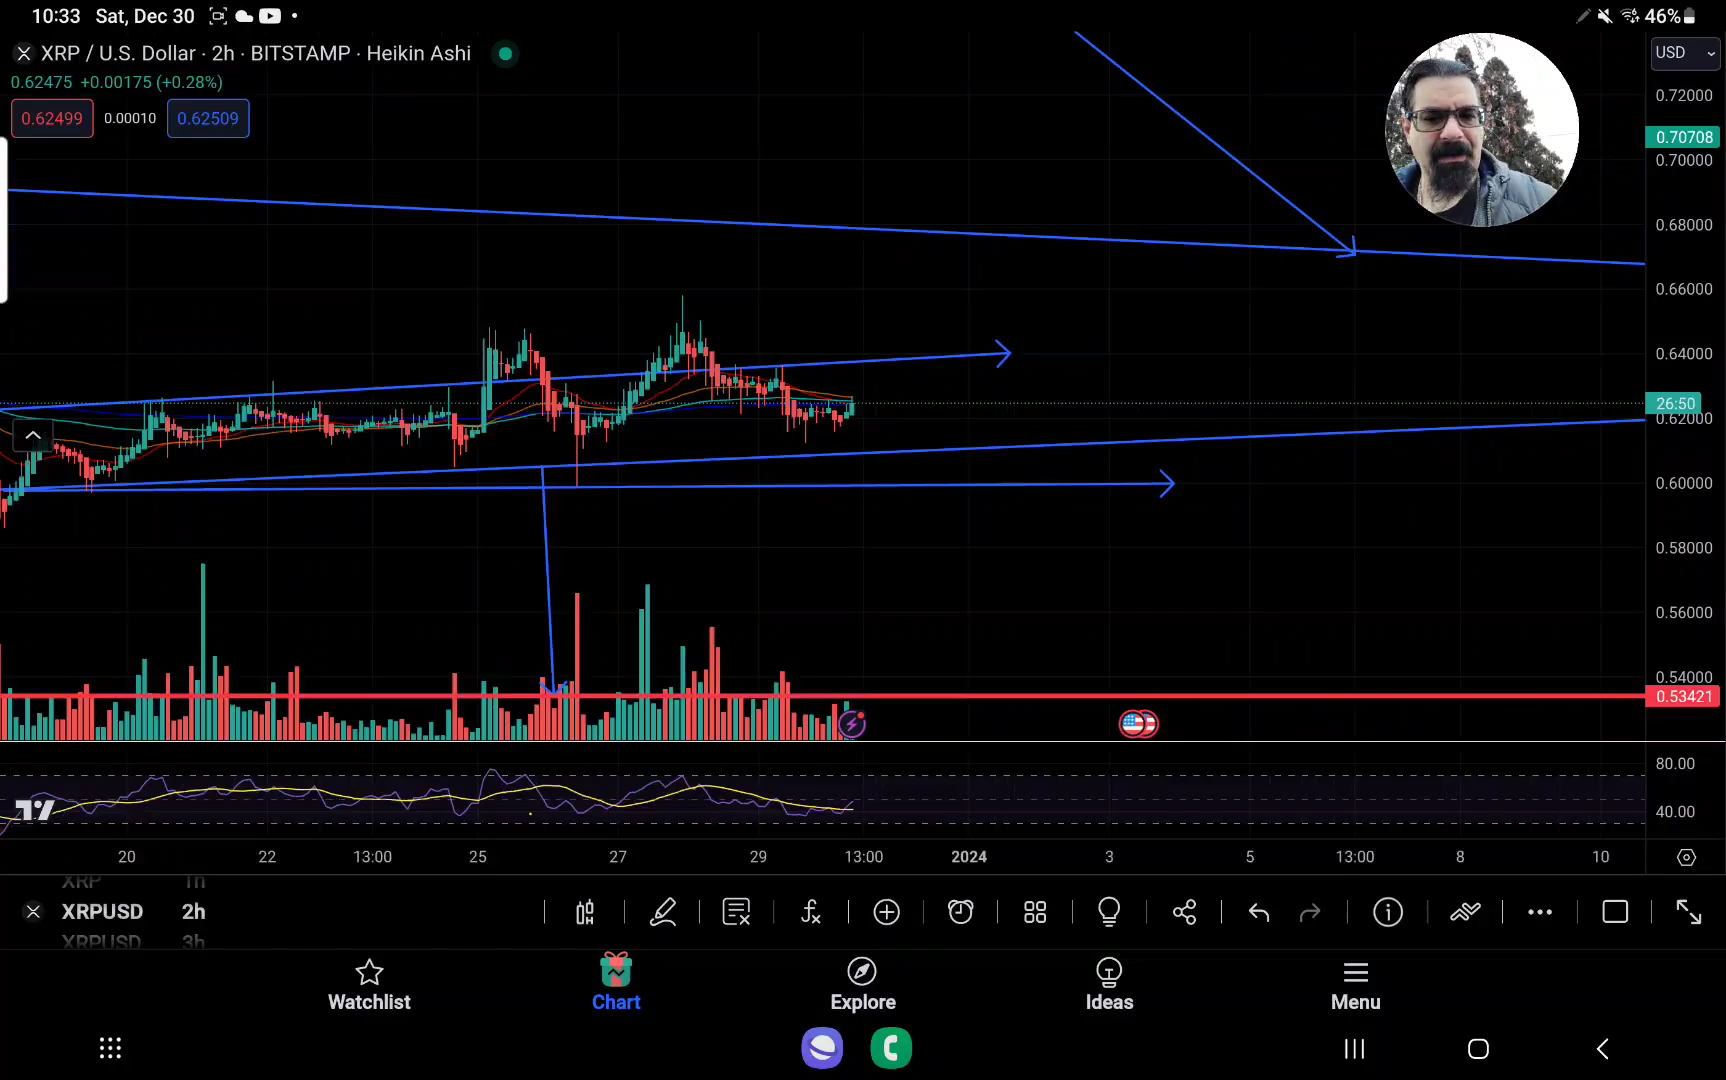 10:33 Sat, Dec 30 46%
XRP / U.S. Dollar · 2h · BITSTAMP · Heikin Ashi
USD
0.62475 +0.00175 (+0.28%)
0.62499 0.00010 0.62509
0.72000
0.70708
0.70000
0.68000
0.66000
0.64000
26:50
0.62000
0.60000
0.58000
0.56000
0.54000
0.53421
80.00
40.00
20 22 13:00 25 27 29 13:00 2024 3 5 13:00 8 10
XRP 1h
XRPUSD 2h
XRPUSD 3h
Watchlist Chart Explore Ideas Menu